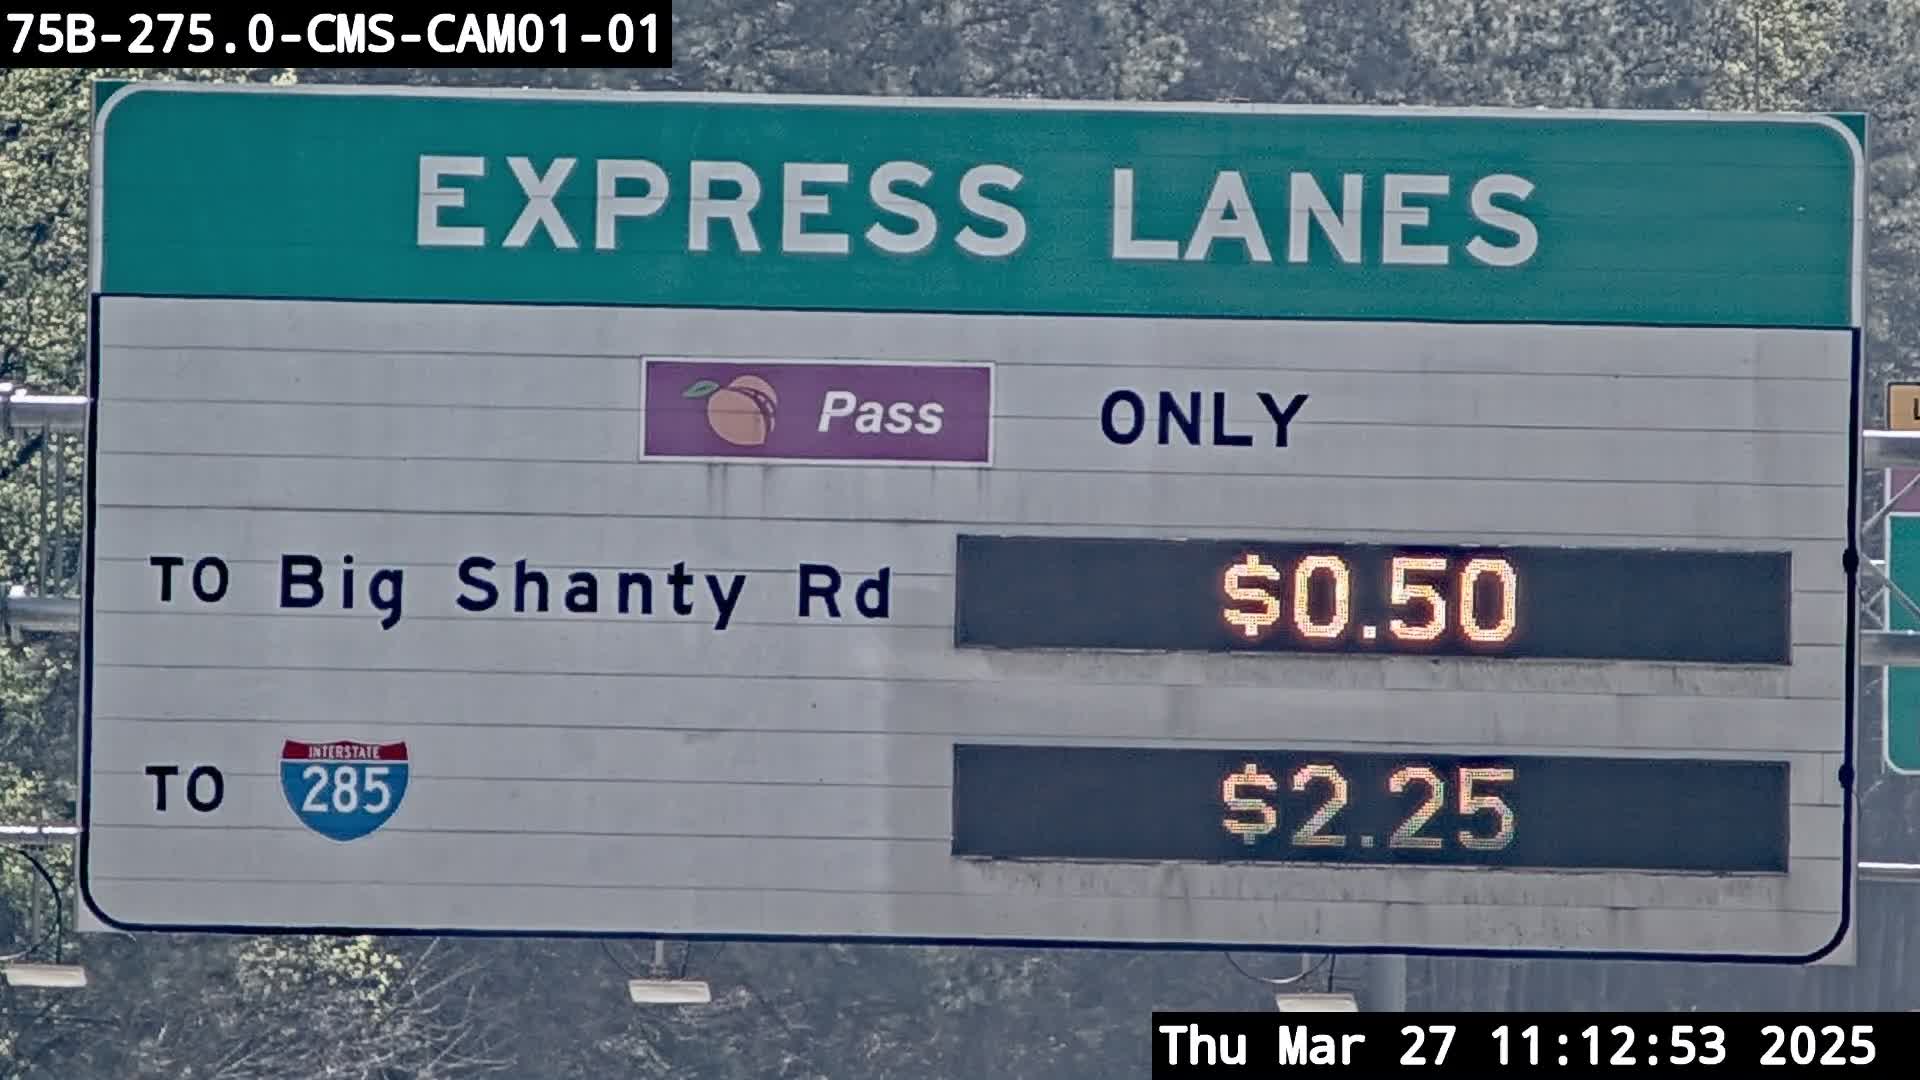 75B-275.0-CMS-CAM01-01
EXPRESS LANES
Pass ONLY
TO Big Shanty Rd $0.50
TO INTERSTATE 285 $2.25
Thu Mar 27 11:12:53 2025